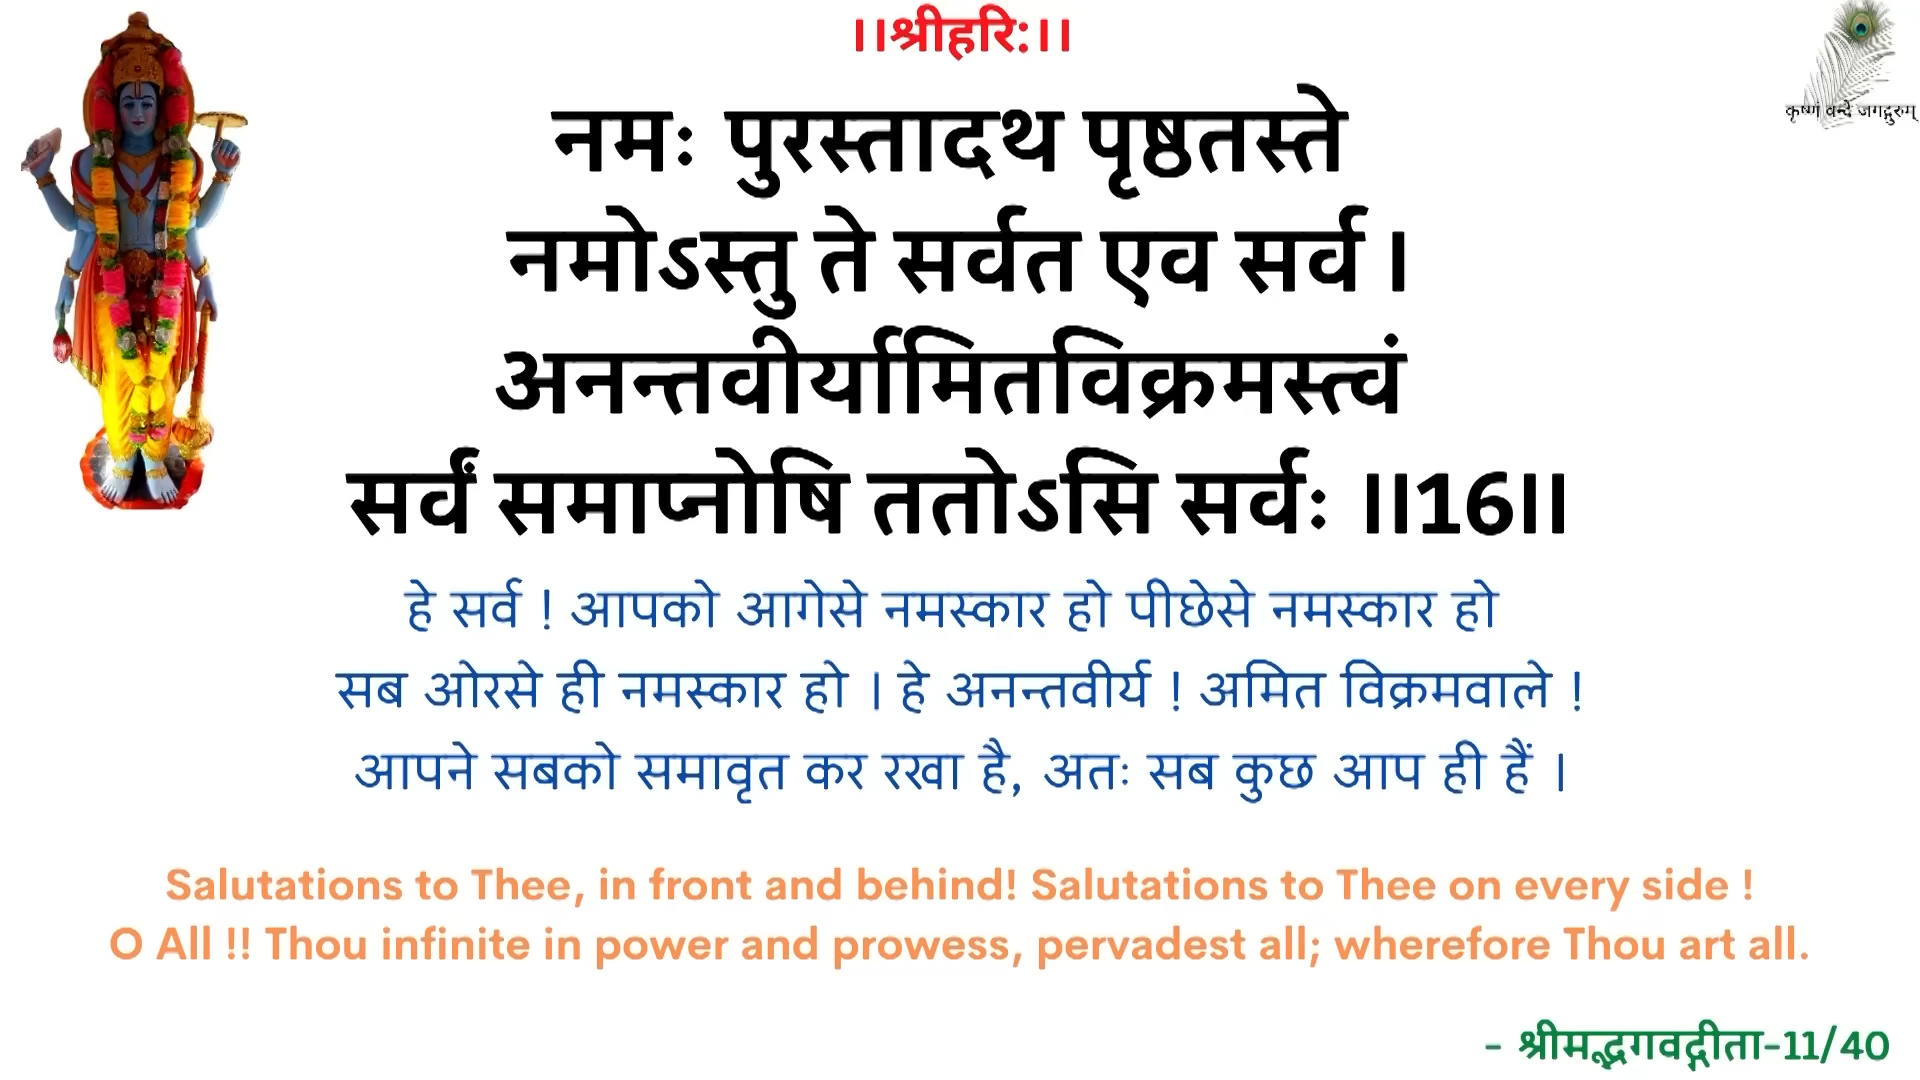 ।।श्रीहरि:।।
कृष्णं वन्दे जगद्गुरुम्
नमः पुरस्तादथ पृष्ठतस्ते
नमोऽस्तु ते सर्वत एव सर्व ।
अनन्तवीर्यामितविक्रमस्त्वं
सर्वं समाप्नोषि ततोऽसि सर्वः ॥16॥
हे सर्व ! आपको आगेसे नमस्कार हो पीछेसे नमस्कार हो
सब ओरसे ही नमस्कार हो । हे अनन्तवीर्य ! अमित विक्रमवाले !
आपने सबको समावृत कर रखा है, अतः सब कुछ आप ही हैं ।
Salutations to Thee, in front and behind! Salutations to Thee on every side !
O All !! Thou infinite in power and prowess, pervadest all; wherefore Thou art all.
- श्रीमद्भगवद्गीता-11/40